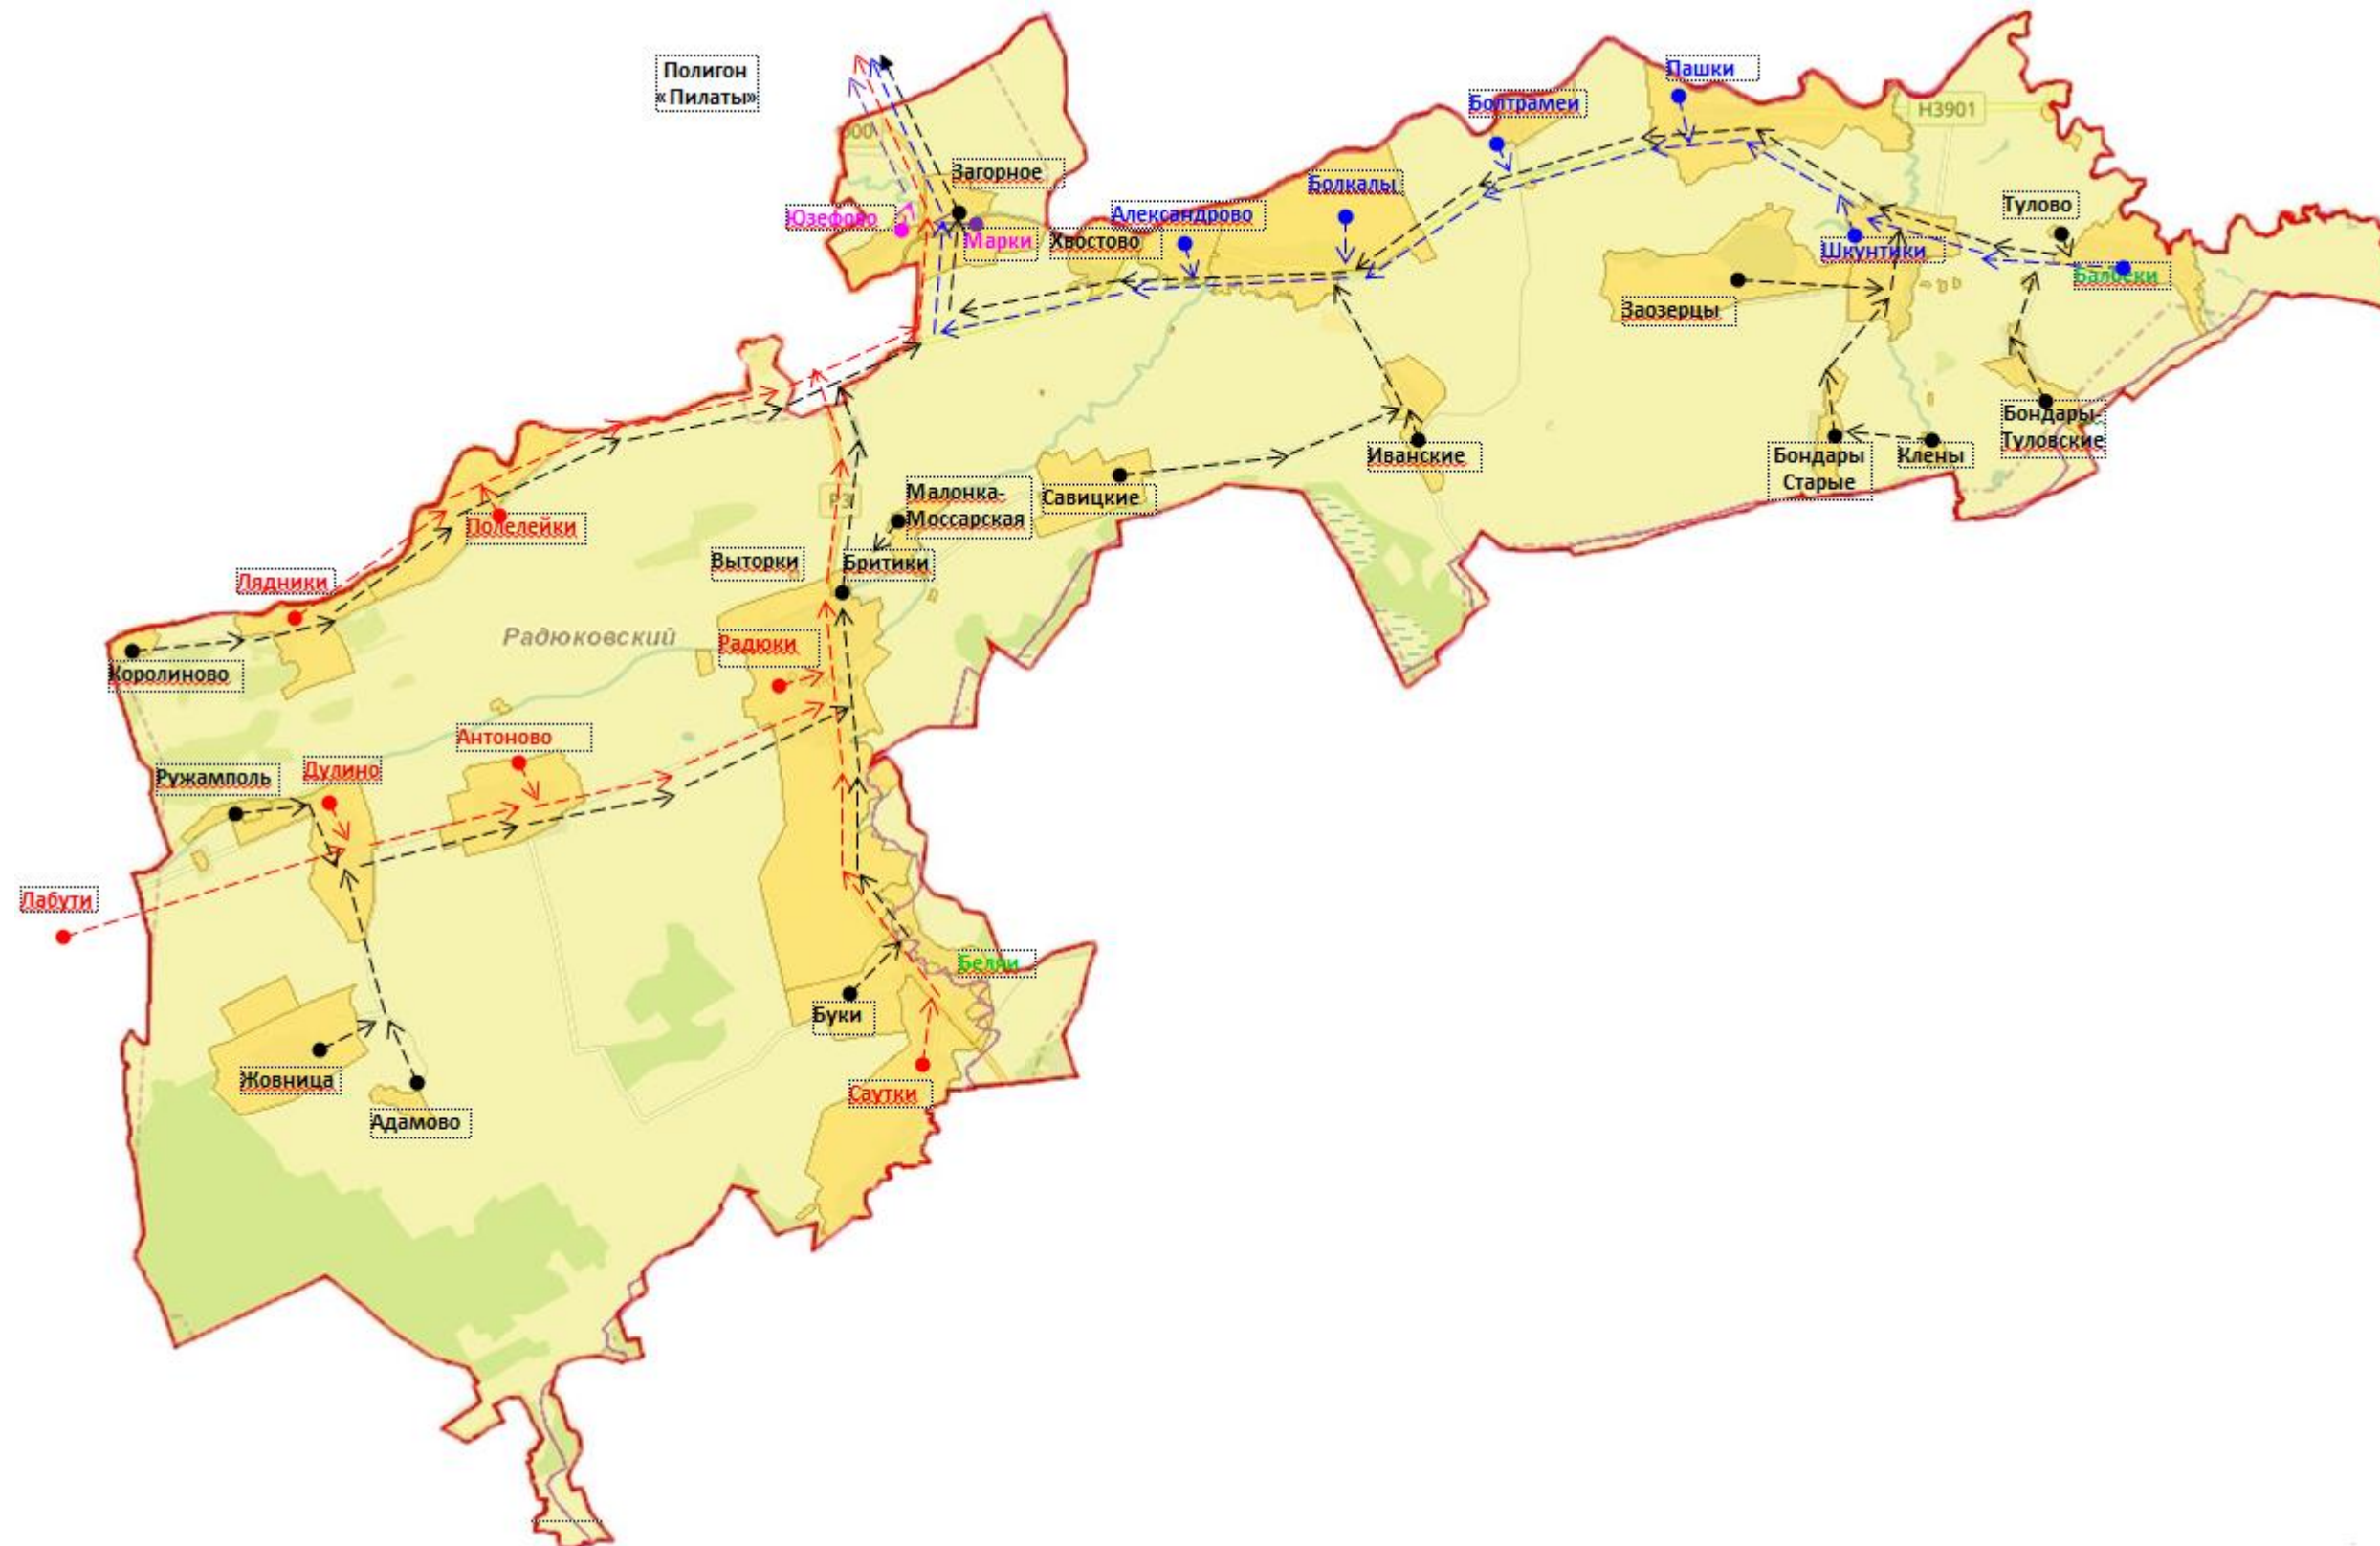 Полигон
«Пилаты»
Пашки
Болтрамеи
Н3901
Загорное
Болкалы
Юзефово
Марки
Хвостово
Александрово
Тулово
Шкунтики
Балбеки
Заозерцы
Бондары-
Туловские
Иванские
Бондары
Старые
Клены
Полелейки
Р3
Малонка-
Моссарская
Савицкие
Выторки
Бритики
Лядники
Радюковский
Радюки
Королиново
Антоново
Ружамполь
Дулино
Лабути
Беляи
Буки
Жовница
Саутки
Адамово